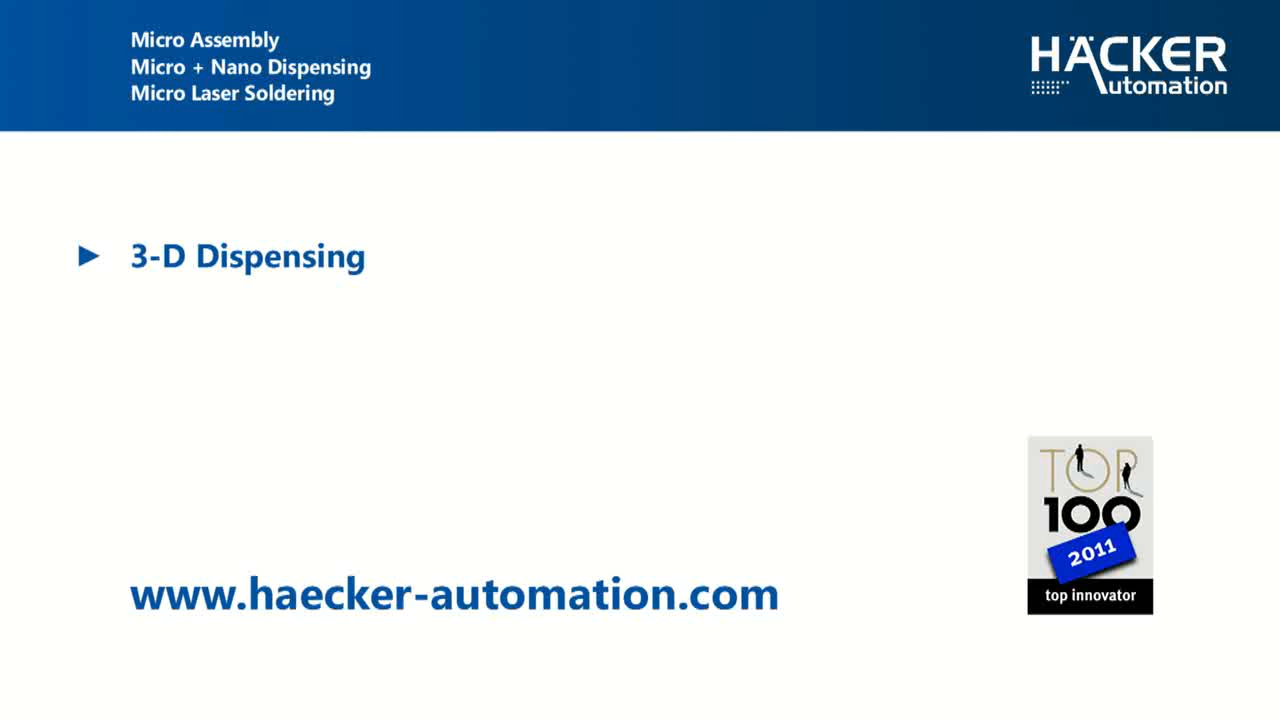 Micro Assembly
Micro + Nano Dispensing
Micro Laser Soldering
HÄCKER
Automation
► 3-D Dispensing
www.haecker-automation.com
TOP
100
2011
top innovator